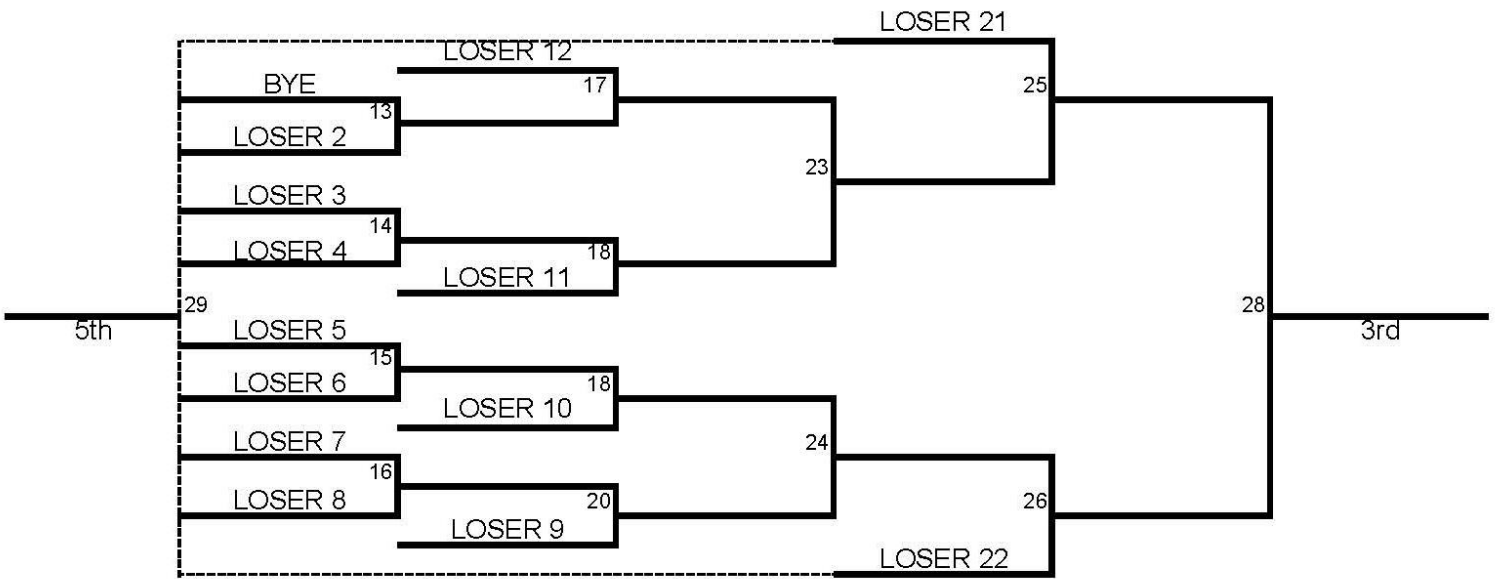 LOSER 21
LOSER 12
BYE
17
25
13
LOSER 2
23
LOSER 3
14
LOSER 4
18
LOSER 11
29
28
5th
LOSER 5
3rd
15
LOSER 6
18
LOSER 10
LOSER 7
24
16
LOSER 8
20
26
LOSER 9
LOSER 22